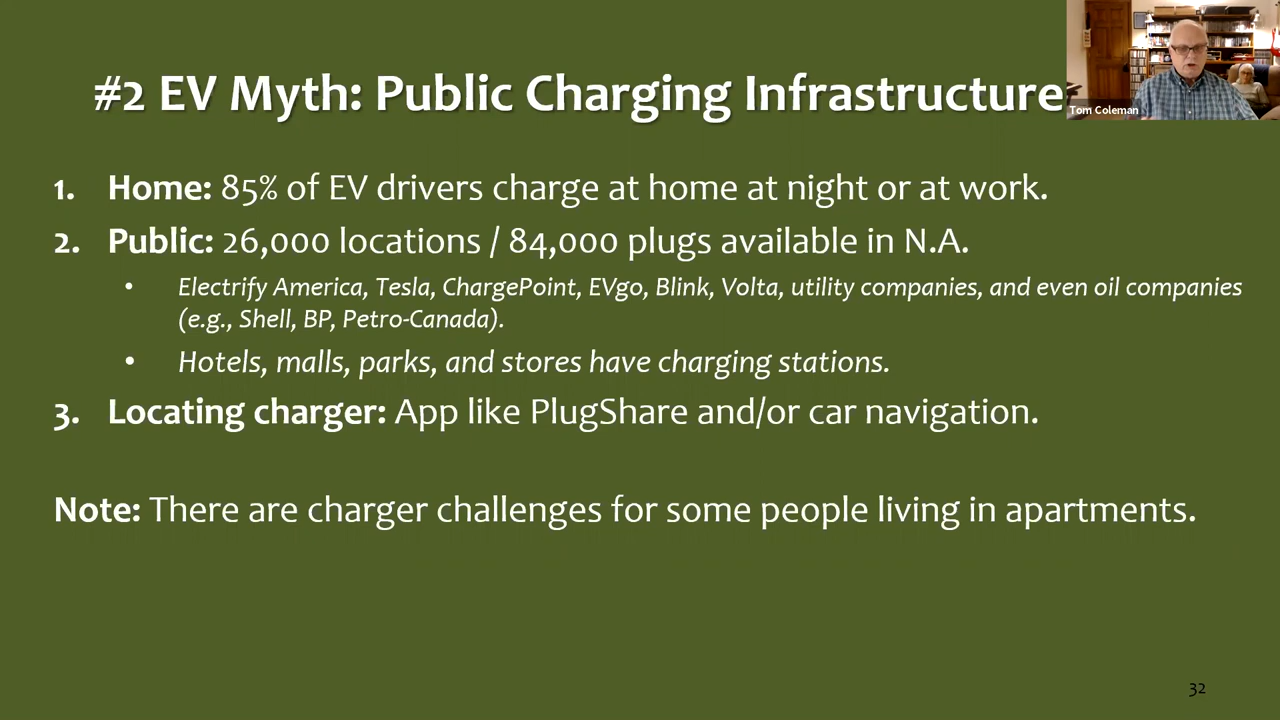 #2 EV Myth: Public Charging Infrastructure
Tom Coleman
1. Home: 85% of EV drivers charge at home at night or at work.
2. Public: 26,000 locations / 84,000 plugs available in N.A.
• Electrify America, Tesla, ChargePoint, EVgo, Blink, Volta, utility companies, and even oil companies
(e.g., Shell, BP, Petro-Canada).
• Hotels, malls, parks, and stores have charging stations.
3. Locating charger: App like PlugShare and/or car navigation.
Note: There are charger challenges for some people living in apartments.
32